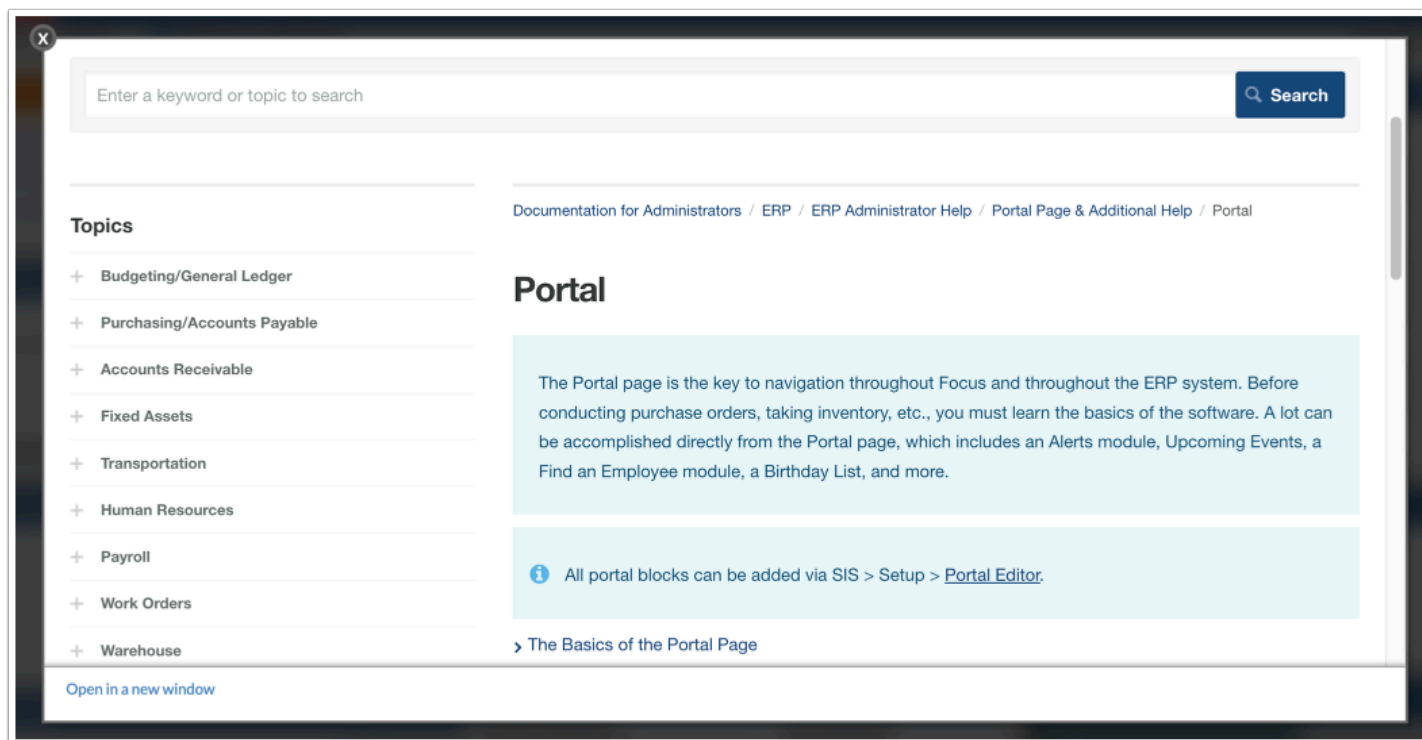 X
Enter a keyword or topic to search
Search
Topics
Budgeting/General Ledger
Purchasing/Accounts Payable
Accounts Receivable
Fixed Assets
Transportation
Human Resources
Payroll
Work Orders
Warehouse
Documentation for Administrators / ERP / ERP Administrator Help / Portal Page & Additional Help / Portal
Portal
The Portal page is the key to navigation throughout Focus and throughout the ERP system. Before
conducting purchase orders, taking inventory, etc., you must learn the basics of the software. A lot can
be accomplished directly from the Portal page, which includes an Alerts module, Upcoming Events, a
Find an Employee module, a Birthday List, and more.
All portal blocks can be added via SIS > Setup > Portal Editor.
The Basics of the Portal Page
Open in a new window